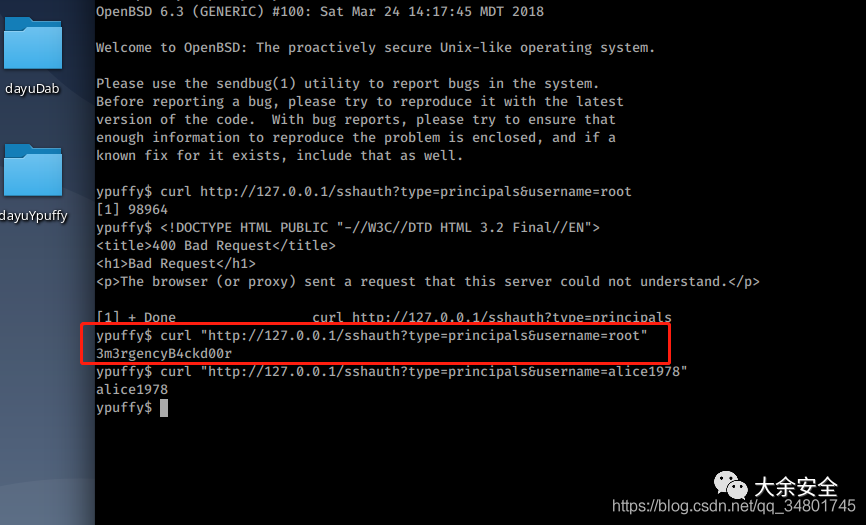 OpenBSD 6.3 (GENERIC) #100: Sat Mar 24 14:17:45 MDT 2018
Welcome to OpenBSD: The proactively secure Unix-like operating system.
Please use the sendbug(1) utility to report bugs in the system.
Before reporting a bug, please try to reproduce it with the latest
version of the code.  With bug reports, please try to ensure that
enough information to reproduce the problem is enclosed, and if a
known fix for it exists, include that as well.
ypuffy$ curl http://127.0.0.1/sshauth?type=principals&username=root
[1] 98964
ypuffy$ <!DOCTYPE HTML PUBLIC "-//W3C//DTD HTML 3.2 Final//EN">
<title>400 Bad Request</title>
<h1>Bad Request</h1>
<p>The browser (or proxy) sent a request that this server could not understand.</p>
[1] + Done                 curl http://127.0.0.1/sshauth?type=principals
ypuffy$ curl "http://127.0.0.1/sshauth?type=principals&username=root"
3m3rgencyB4ckd00r
ypuffy$ curl "http://127.0.0.1/sshauth?type=principals&username=alice1978"
alice1978
ypuffy$
dayuDab
dayuYpuffy
大余安全
https://blog.csdn.net/qq_34801745